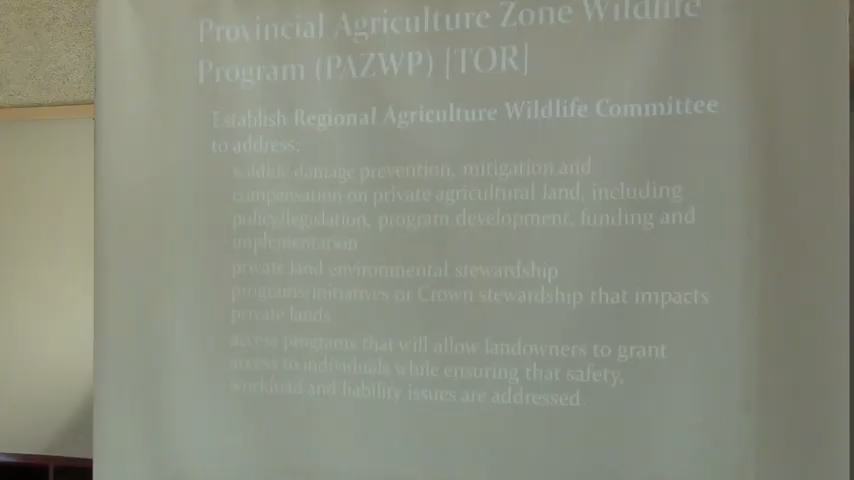 Provincial Agriculture Zone Wildlife
Program (PAZWP) [TOR]
Establish Regional Agriculture Wildlife Committee
to address:
wildlife damage prevention, mitigation and
compensation on private agricultural land, including
policy/legislation, program development, funding and
implementation
private land environmental stewardship
programs/initiatives or Crown stewardship that impacts
private lands
access programs that will allow landowners to grant
access to individuals while ensuring that safety,
workload and liability issues are addressed